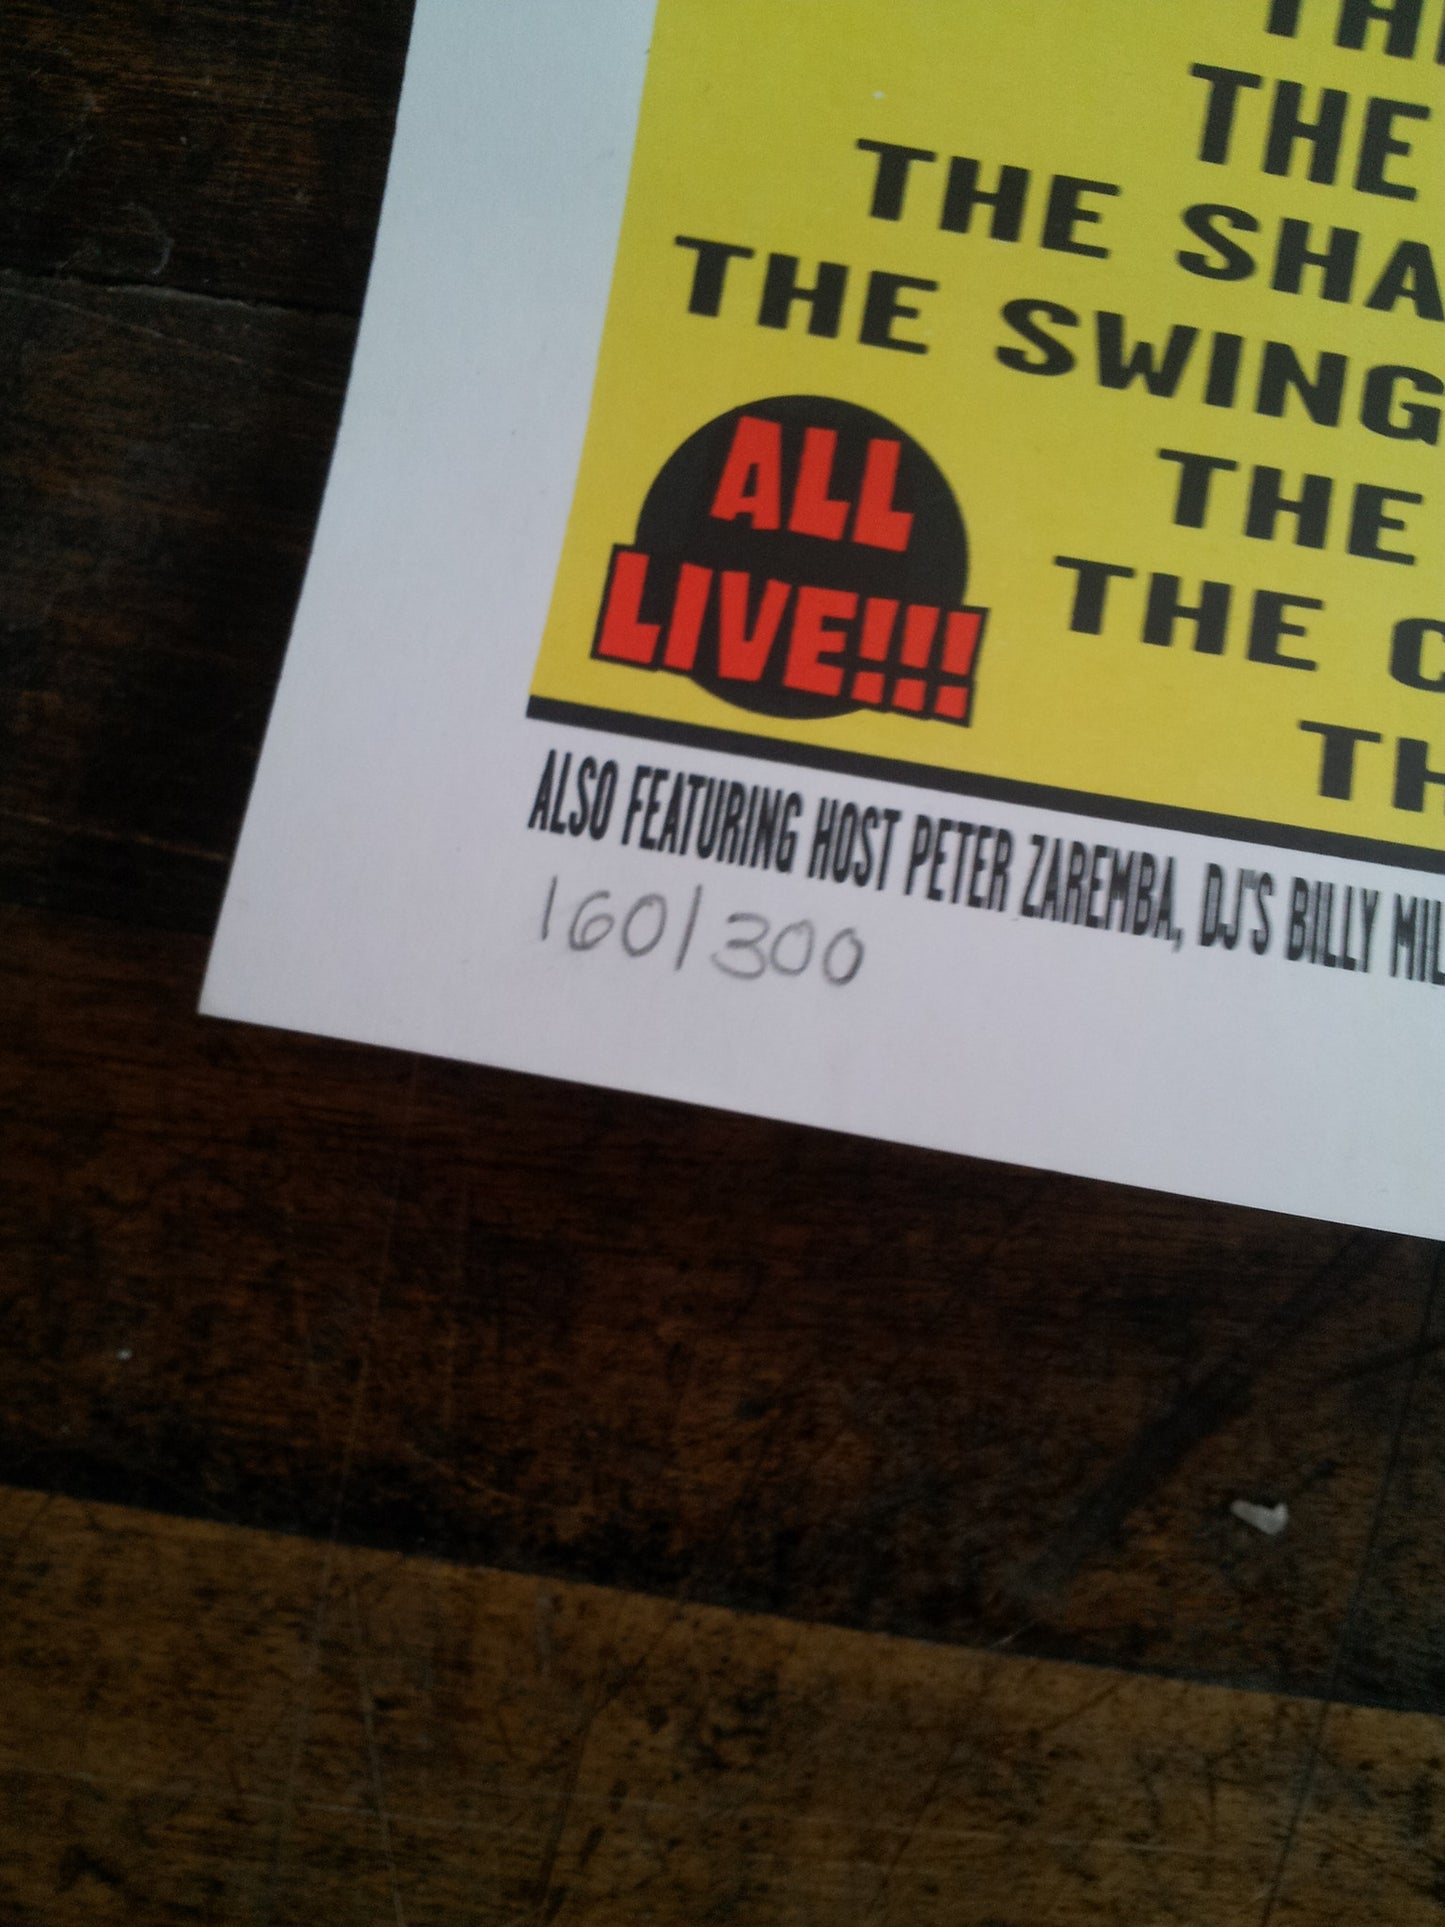 THE
THE SHA
THE SWING
ALL
LIVE!!!
THE
THE C
TH
ALSO FEATURING HOST PETER ZAREMBA, DJ'S BILLY MIL
160/300